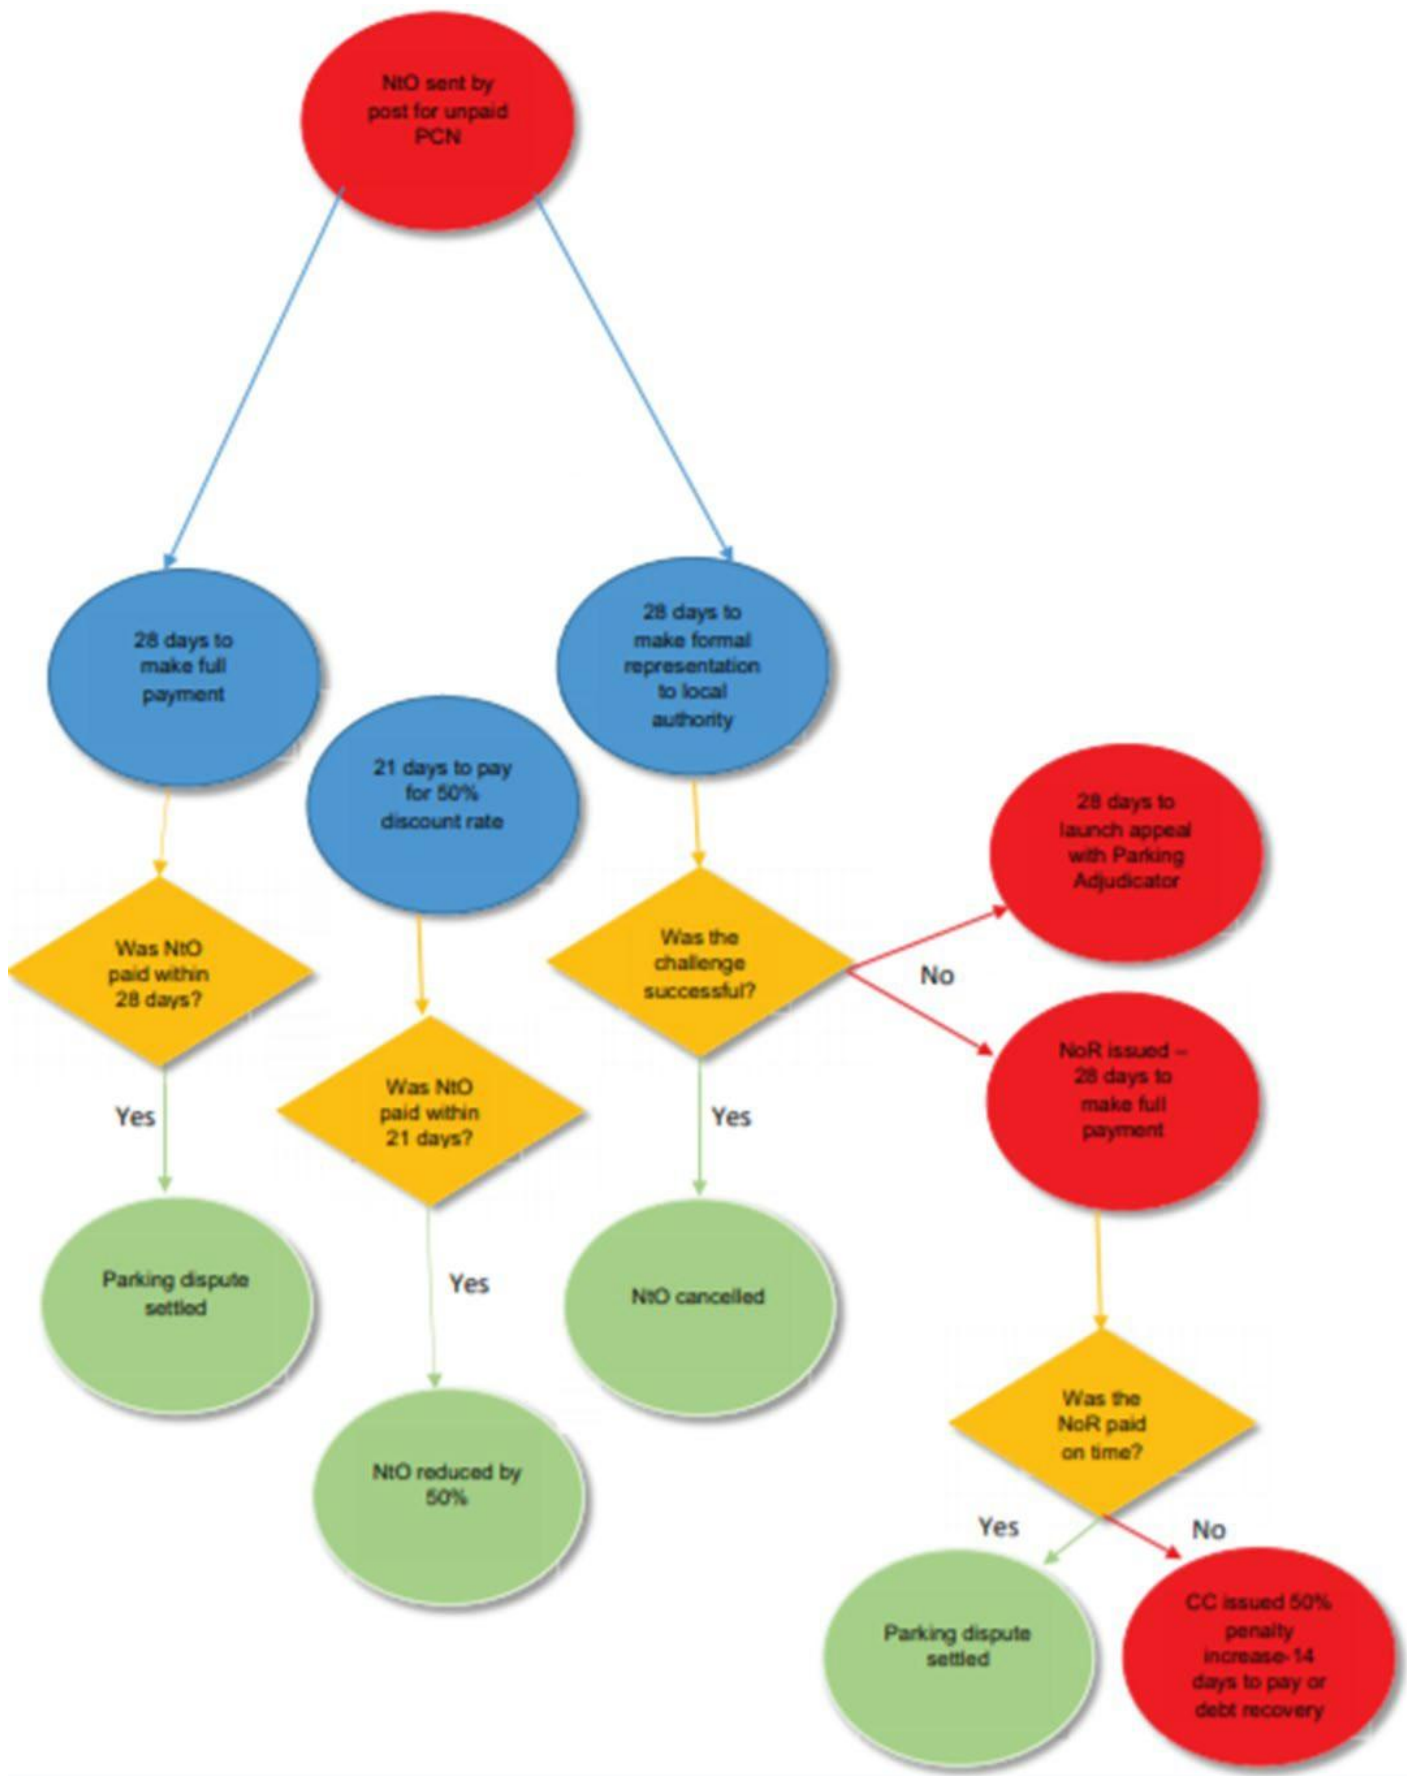 NtO sent by
post for unpaid
PCN
28 days to
make full
payment
21 days to pay
for 50%
discount rate
28 days to
make formal
representation
to local
authority
28 days to
launch appeal
with Parking
Adjudicator
Was NtO
paid within
28 days?
Was NtO
paid within
21 days?
Was the
challenge
successful?
No
NoR issued –
28 days to
make full
payment
Yes
Yes
Yes
Parking dispute
settled
NtO cancelled
NtO reduced by
50%
Was the
NoR paid
on time?
Yes
No
Parking dispute
settled
CC issued 50%
penalty
increase-14
days to pay or
debt recovery